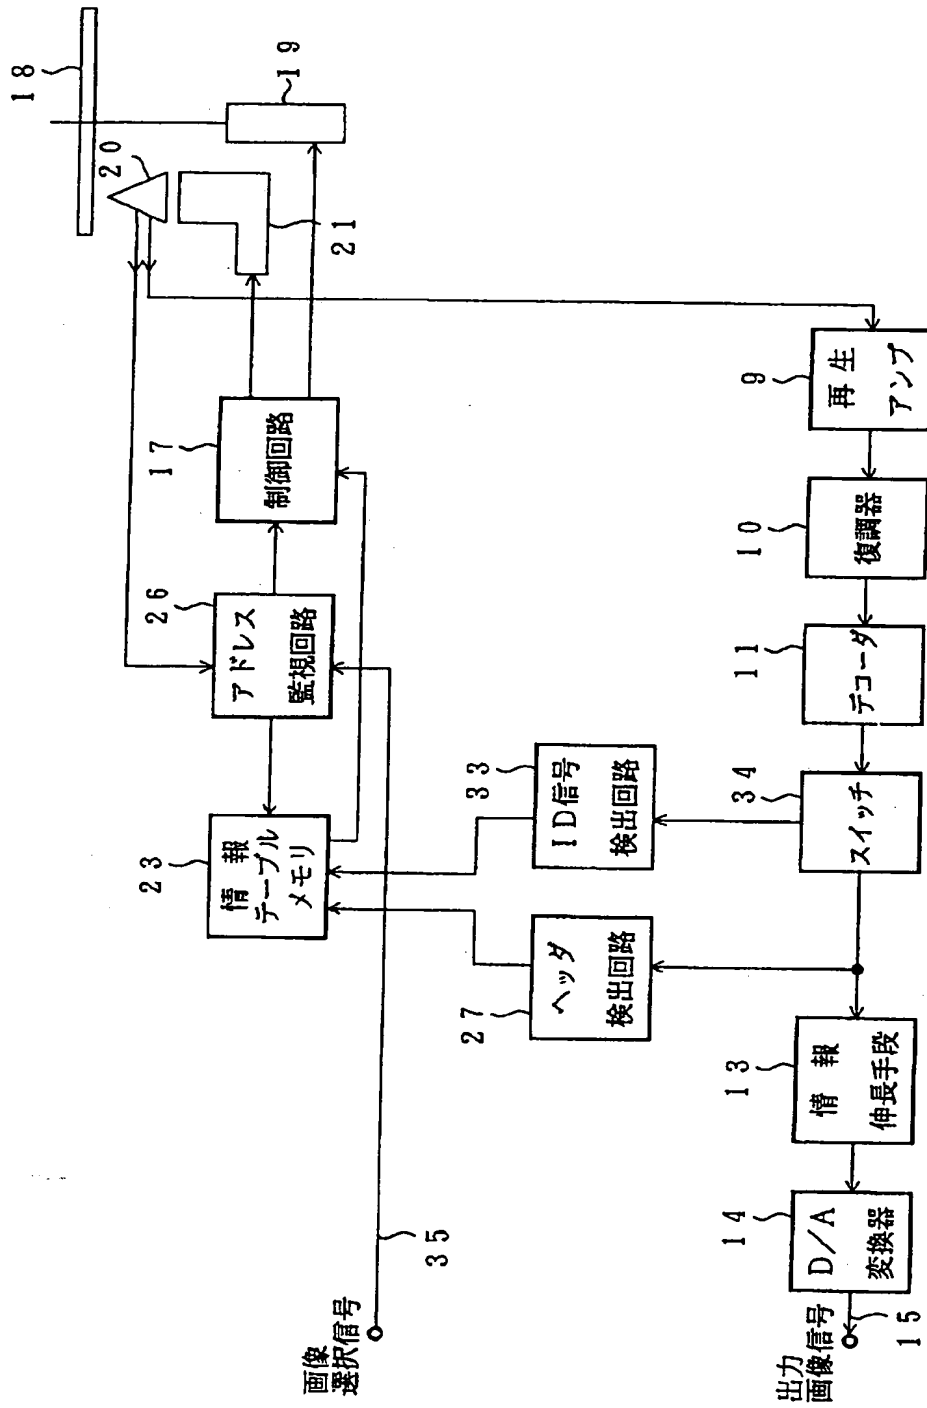 18
20
19
21
17
制御回路
26
アドレス
監視回路
23
情 報
テーブル
メモリ
33
ID信号
検出回路
27
ヘッダ
検出回路
35
画像
選択信号
9
再 生
アンプ
10
復調器
11
デコーダ
34
スイッチ
13
情 報
伸長手段
14
D/A
変換器
15
出力
画像信号